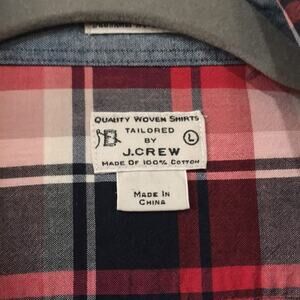 QUALITY WOVEN SHIRTS
TAILORED
BY
L
J.CREW
MADE OF 100% COTTON
MADE IN
CHINA